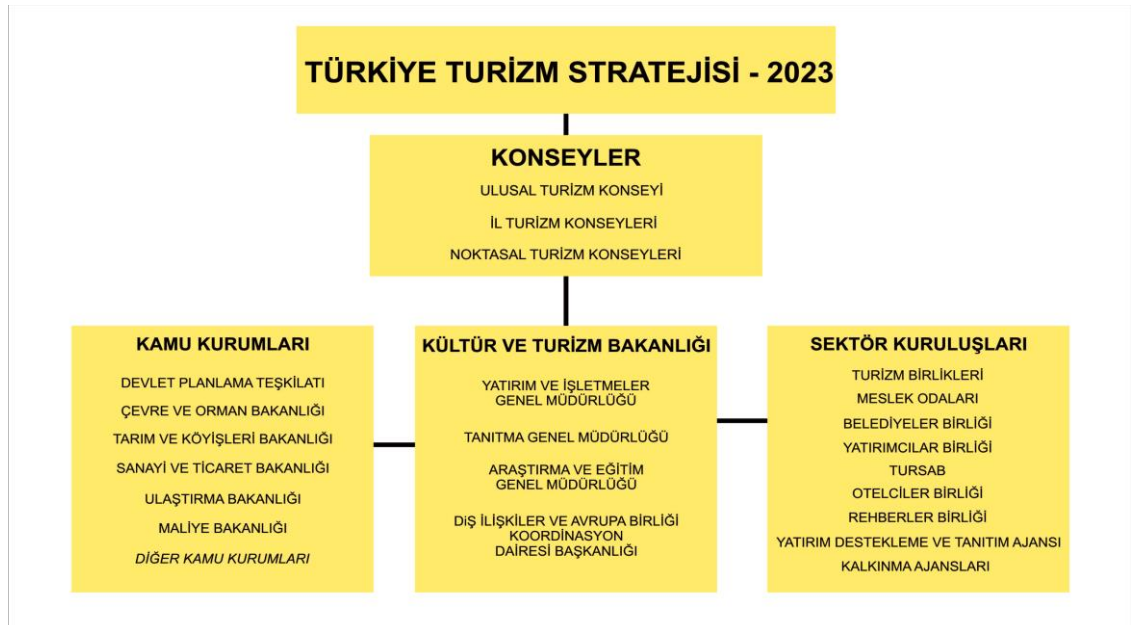 TÜRKİYE TURİZM STRATEJİSİ - 2023
KONSEYLER
ULUSAL TURİZM KONSEYİ
İL TURİZM KONSEYLERİ
NOKTASAL TURİZM KONSEYLERİ
KAMU KURUMLARI
DEVLET PLANLAMA TEŞKİLATI
ÇEVRE VE ORMAN BAKANLIĞI
TARIM VE KÖYİŞLERİ BAKANLIĞI
SANAYİ VE TİCARET BAKANLIĞI
ULAŞTIRMA BAKANLIĞI
MALİYE BAKANLIĞI
DİĞER KAMU KURUMLARI
KÜLTÜR VE TURİZM BAKANLIĞI
YATIRIM VE İŞLETMELER
GENEL MÜDÜRLÜĞÜ
TANITMA GENEL MÜDÜRLÜĞÜ
ARAŞTIRMA VE EĞİTİM
GENEL MÜDÜRLÜĞÜ
DiŞ İLİŞKİLER VE AVRUPA BİRLİĞİ
KOORDİNASYON
DAİRESİ BAŞKANLIĞI
SEKTÖR KURULUŞLARI
TURİZM BİRLİKLERİ
MESLEK ODALARI
BELEDİYELER BİRLİĞİ
YATIRIMCILAR BİRLİĞİ
TURSAB
OTELCİLER BİRLİĞİ
REHBERLER BİRLİĞİ
YATIRIM DESTEKLEME VE TANITIM AJANSI
KALKINMA AJANSLARI